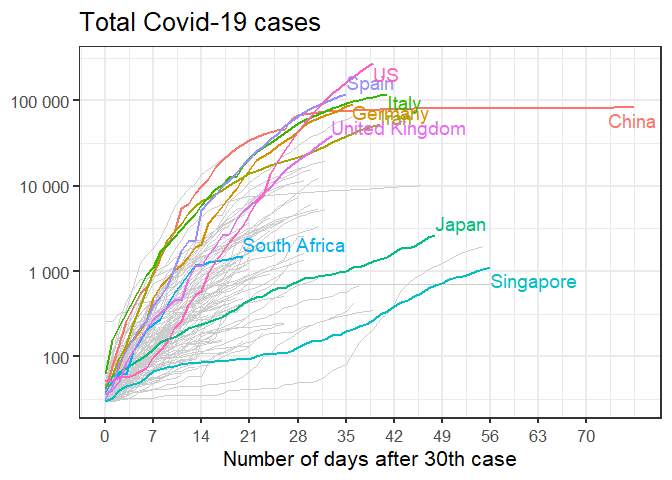 Total Covid-19 cases
US
Spain
Italy
Germany
Iran
China
United Kingdom
Japan
South Africa
Singapore
100 000
10 000
1 000
100
0 7 14 21 28 35 42 49 56 63 70
Number of days after 30th case